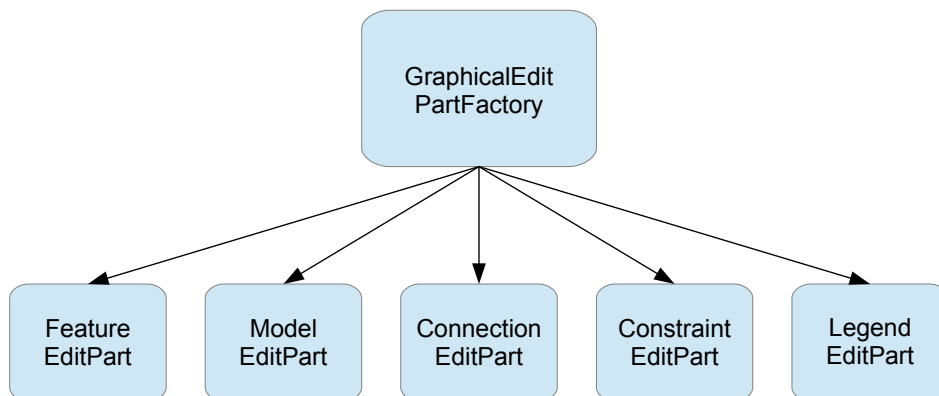 GraphicalEdit
PartFactory
Feature
EditPart
Model
EditPart
Connection
EditPart
Constraint
EditPart
Legend
EditPart